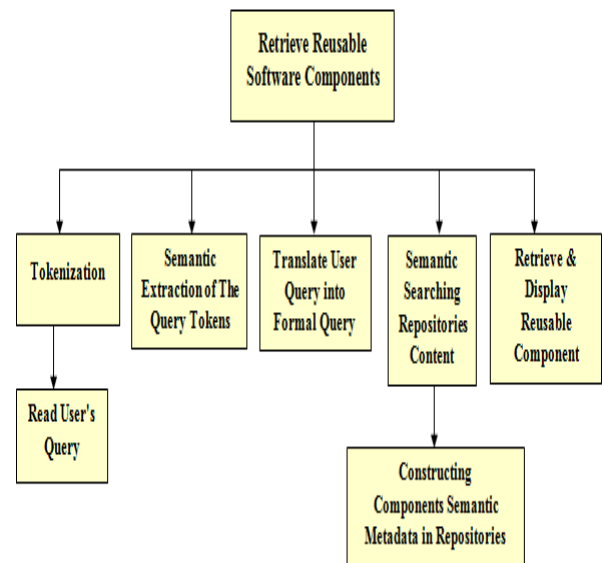 Retrieve Reusable
Software Components
Tokenization
Semantic
Extraction of The
Query Tokens
Translate User
Query into
Formal Query
Semantic
Searching
Repositories
Content
Retrieve &
Display
Reusable
Component
Read User's
Query
Constructing
Components Semantic
Metadata in Repositories